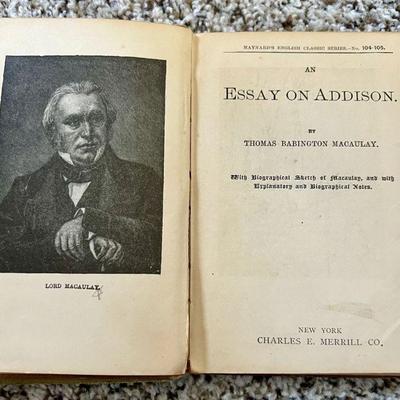 LORD MACAULAY.
MAYNARD'S ENGLISH CLASSIC SERIES.—No. 104-105.
AN
ESSAY ON ADDISON.
BY
THOMAS BABINGTON MACAULAY.
With Biographical Sketch of Macaulay, and with
Explanatory and Biographical Notes.
NEW YORK
CHARLES E. MERRILL CO.